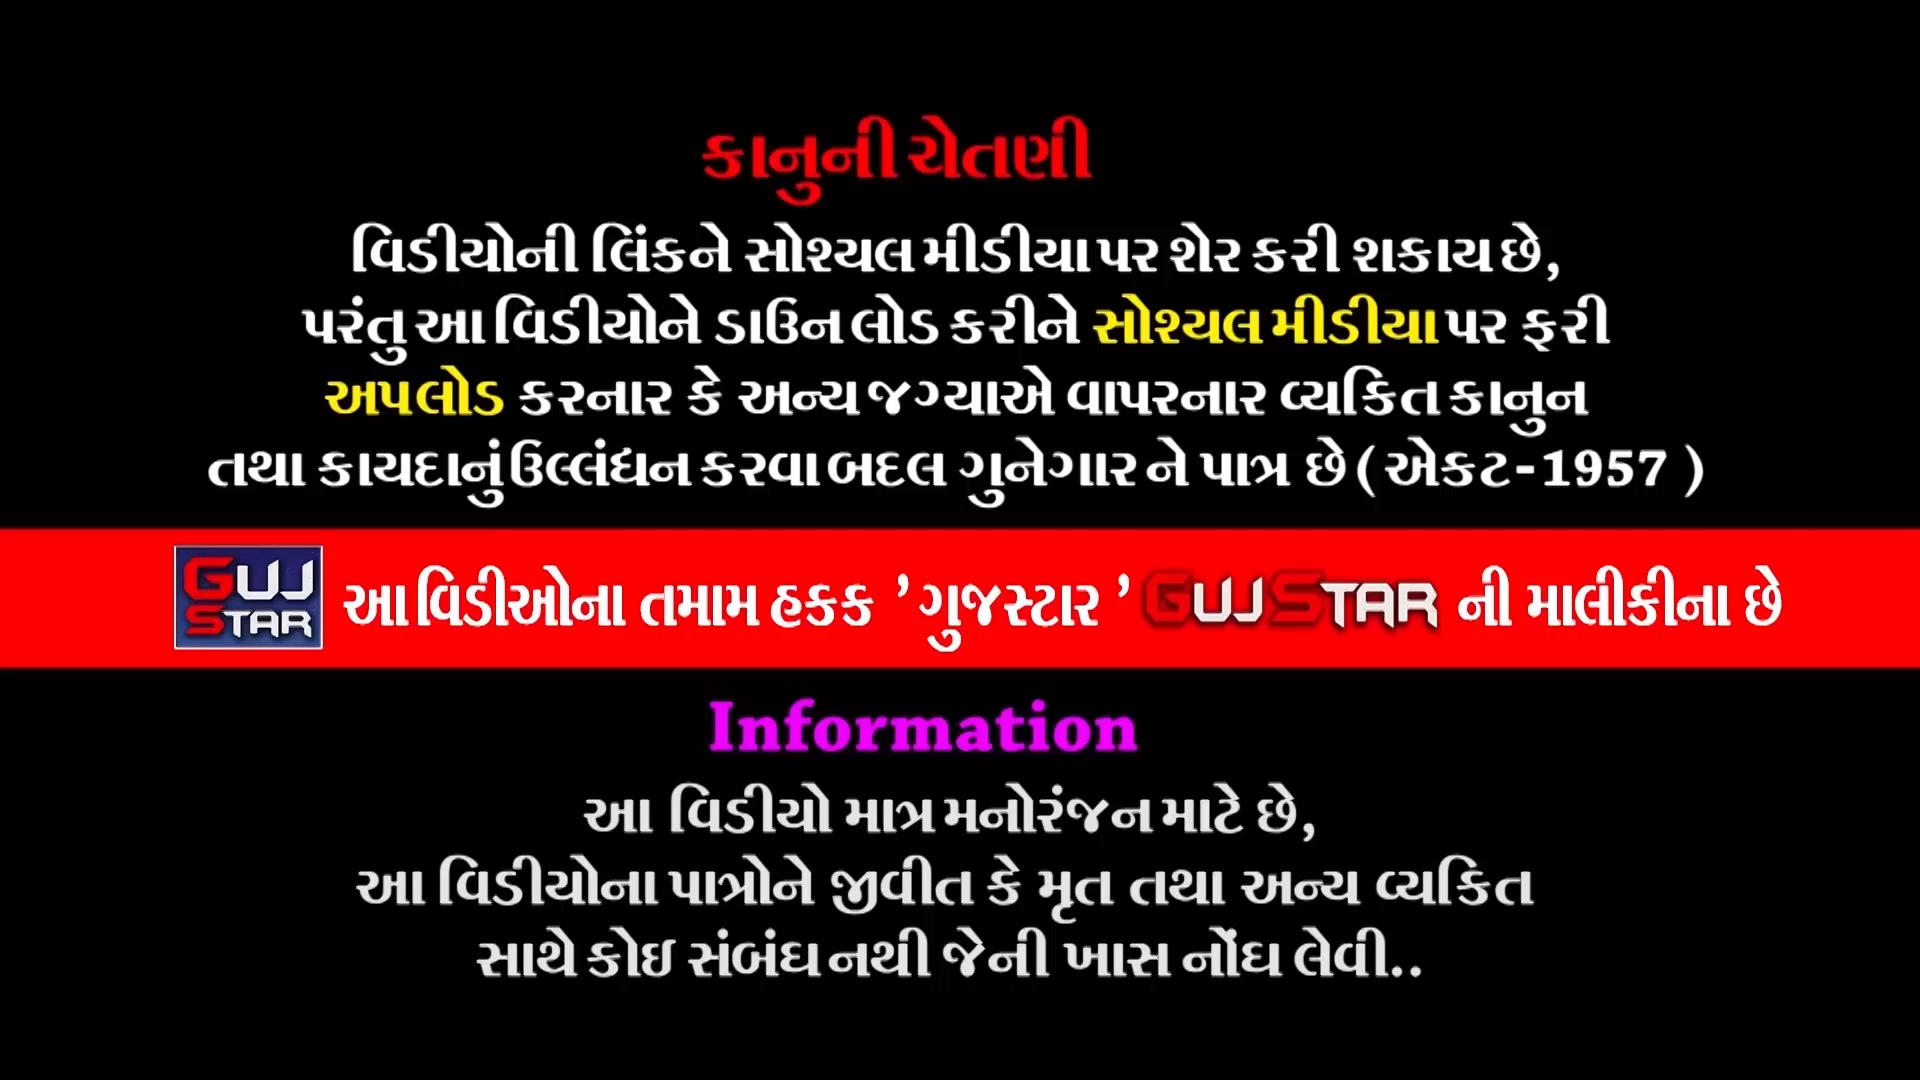 કાનુની ચેતણી
વિડીયોની લિંકને સોશ્યલ મીડીયા પર શેર કરી શકાય છે,
પરંતુ આ વિડીયોને ડાઉન લોડ કરીને સોશ્યલ મીડીયા પર ફરી
અપલોડ કરનાર કે અન્ય જગ્યાએ વાપરનાર વ્યકિત કાનુન
તથા કાયદાનું ઉલ્લંઘન કરવા બદલ ગુનેગાર ને પાત્ર છે ( એકટ-1957 )
GUJ STAR આ વિડીઓના તમામ હકક ’ ગુજસ્ટાર ’ GUJ STAR ની માલીકીના છે
Information
આ વિડીયો માત્ર મનોરંજન માટે છે,
આ વિડીયોના પાત્રોને જીવીત કે મૃત તથા અન્ય વ્યકિત
સાથે કોઇ સંબંધ નથી જેની ખાસ નોંધ લેવી..